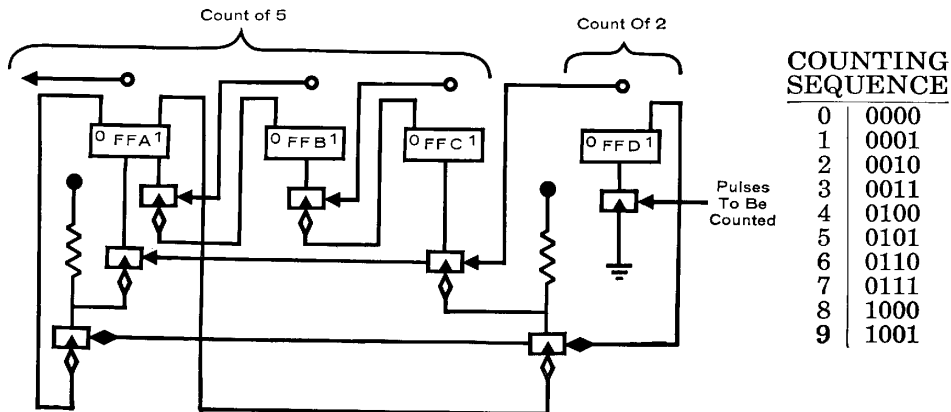 Count of 5
Count Of 2
COUNTING
SEQUENCE
0 FFA 1
0 FFB 1
0 FFC 1
0 FFD 1
Pulses
To Be
Counted
0 0000
1 0001
2 0010
3 0011
4 0100
5 0101
6 0110
7 0111
8 1000
9 1001